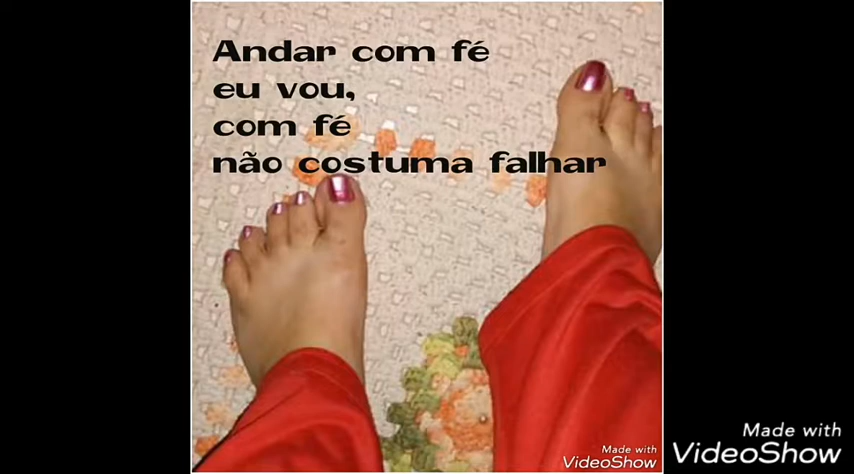 Andar com fé
eu vou,
com fé
não costuma falhar
Made with
VideoShow
Made with
VideoShow